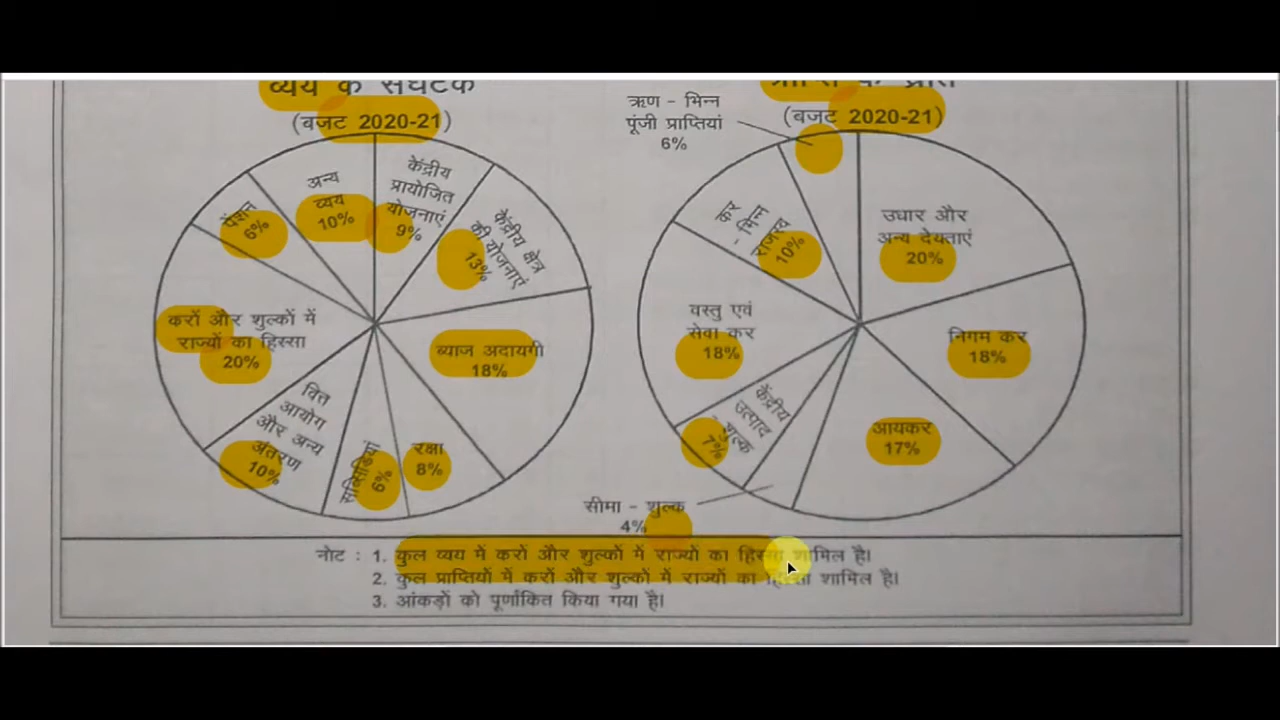 व्यय के संघटक
(बजट 2020-21)
केंद्रीय
प्रायोजित
योजनाएं
9%
केंद्रीय क्षेत्र
की योजनाएं
13%
ब्याज अदायगी
18%
रक्षा
8%
सब्सिडियां
6%
वित्त
आयोग
और अन्य
अंतरण
10%
करों और शुल्कों में
राज्यों का हिस्सा
20%
पेंशन
6%
अन्य
व्यय
10%
(बजट 2020-21)
ऋण - भिन्न
पूंजी प्राप्तियां
6%
उधार और
अन्य देयताएं
20%
निगम कर
18%
आयकर
17%
सीमा - शुल्क
4%
केंद्रीय
उत्पाद
- शुल्क
7%
वस्तु एवं
सेवा कर
18%
कर
- भिन्न
राजस्व
10%
नोट : 1. कुल व्यय में करों और शुल्कों में राज्यों का हिस्सा शामिल है।
2. कुल प्राप्तियों में करों और शुल्कों में राज्यों का हिस्सा शामिल है।
3. आंकड़ों को पूर्णांकित किया गया है।